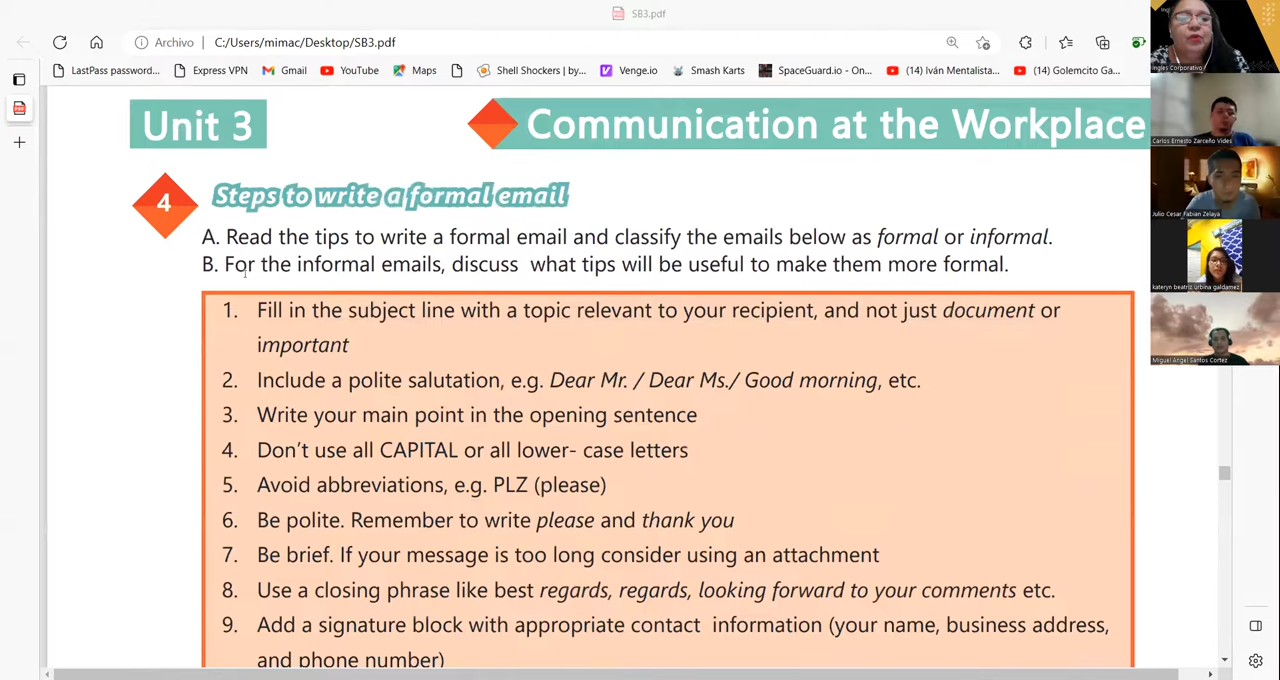 SB3.pdf
Archivo C:/Users/mimac/Desktop/SB3.pdf
LastPass password...
Express VPN
Gmail
YouTube
Maps
Shell Shockers | by...
Venge.io
Smash Karts
SpaceGuard.io - On...
(14) Iván Mentalista...
(14) Golemcito Ga...
Unit 3
Communication at the Workplace
4
Steps to write a formal email
A. Read the tips to write a formal email and classify the emails below as formal or informal.
B. For the informal emails, discuss what tips will be useful to make them more formal.
1. Fill in the subject line with a topic relevant to your recipient, and not just document or
important
2. Include a polite salutation, e.g. Dear Mr. / Dear Ms./ Good morning, etc.
3. Write your main point in the opening sentence
4. Don't use all CAPITAL or all lower- case letters
5. Avoid abbreviations, e.g. PLZ (please)
6. Be polite. Remember to write please and thank you
7. Be brief. If your message is too long consider using an attachment
8. Use a closing phrase like best regards, regards, looking forward to your comments etc.
9. Add a signature block with appropriate contact information (your name, business address,
and phone number)
Ingl
Ingles Corporativo
Carlos Ernesto Zarceño Vides
Julio Cesar Fabian Zelaya
kateryn beatriz urbina galdamez
Miguel Angel Santos Cortez